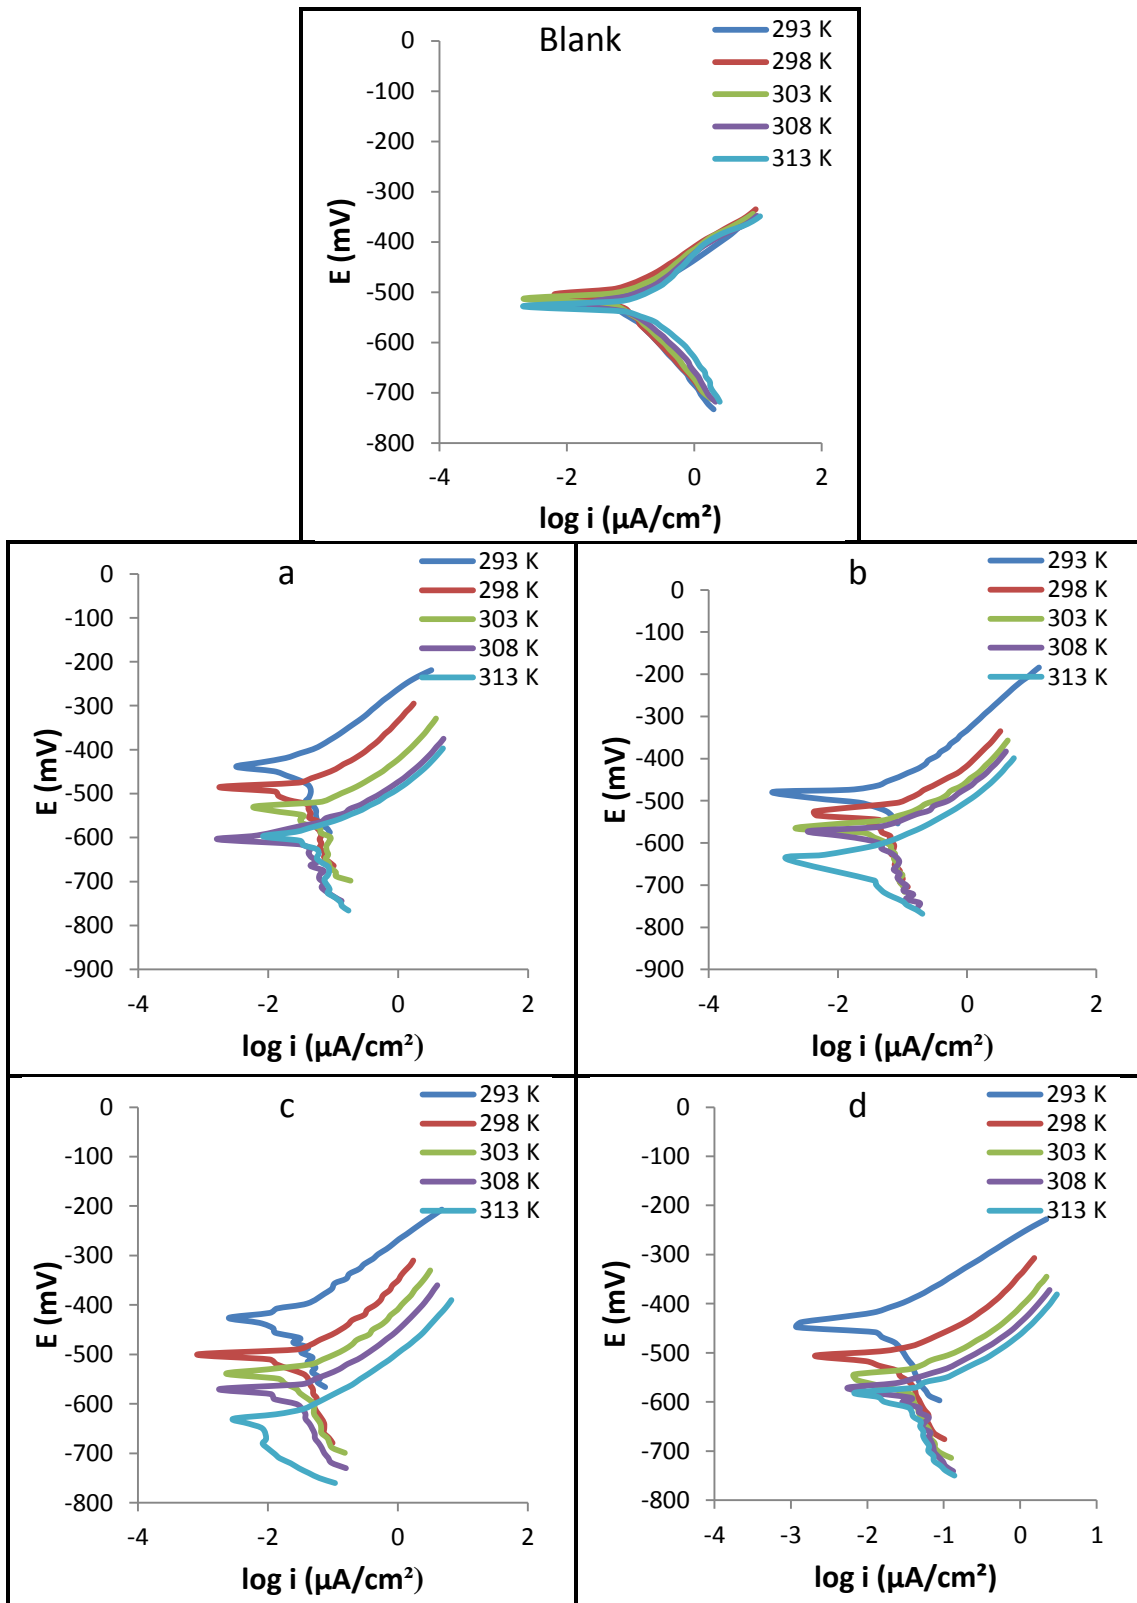 Blank
293 K
298 K
303 K
308 K
313 K
0
-100
-200
-300
-400
-500
-600
-700
-800
E (mV)
-4 -2 0 2
log i (µA/cm²)
a
293 K
298 K
303 K
308 K
313 K
0
-100
-200
-300
-400
-500
-600
-700
-800
-900
E (mV)
-4 -2 0 2
log i (µA/cm²)
b
293 K
298 K
303 K
308 K
313 K
0
-100
-200
-300
-400
-500
-600
-700
-800
-900
E (mV)
-4 -2 0 2
log i (µA/cm²)
c
293 K
298 K
303 K
308 K
313 K
0
-100
-200
-300
-400
-500
-600
-700
-800
E (mV)
-4 -2 0 2
log i (µA/cm²)
d
293 K
298 K
303 K
308 K
313 K
0
-100
-200
-300
-400
-500
-600
-700
-800
E (mV)
-4 -3 -2 -1 0 1
log i (µA/cm²)